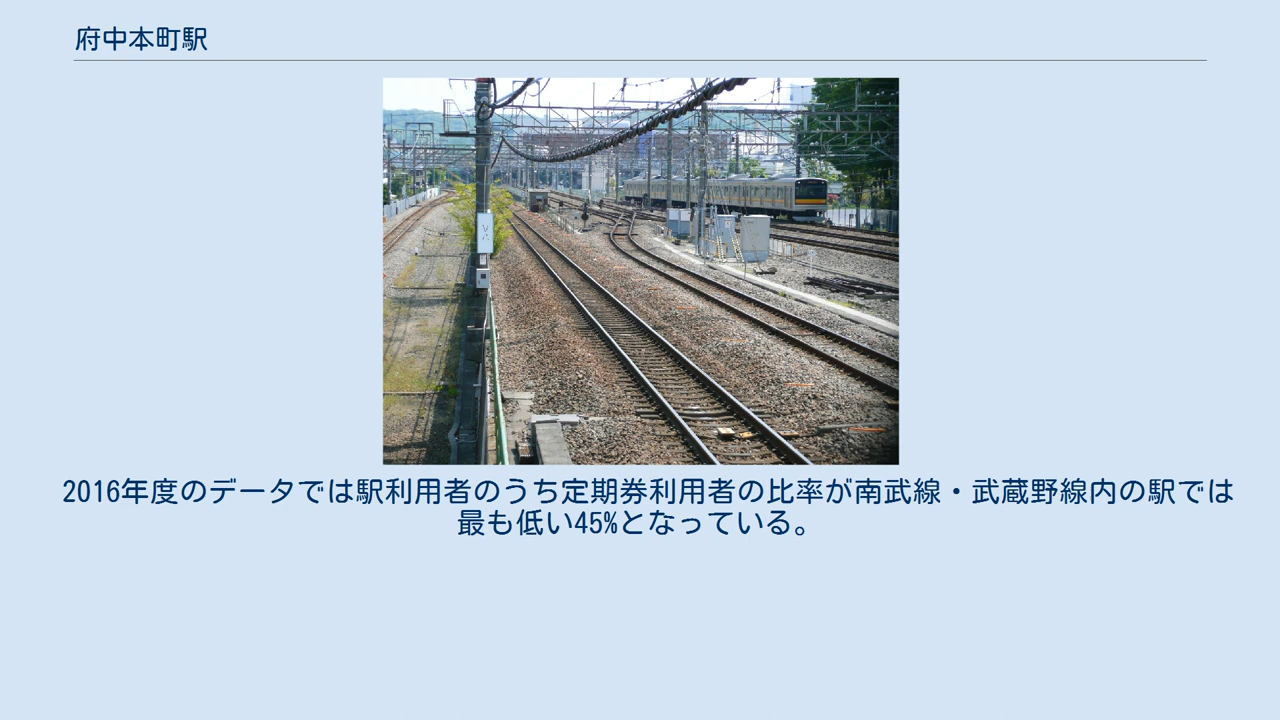 府中本町駅
2016年度のデータでは駅利用者のうち定期券利用者の比率が南武線・武蔵野線内の駅では
最も低い45%となっている。